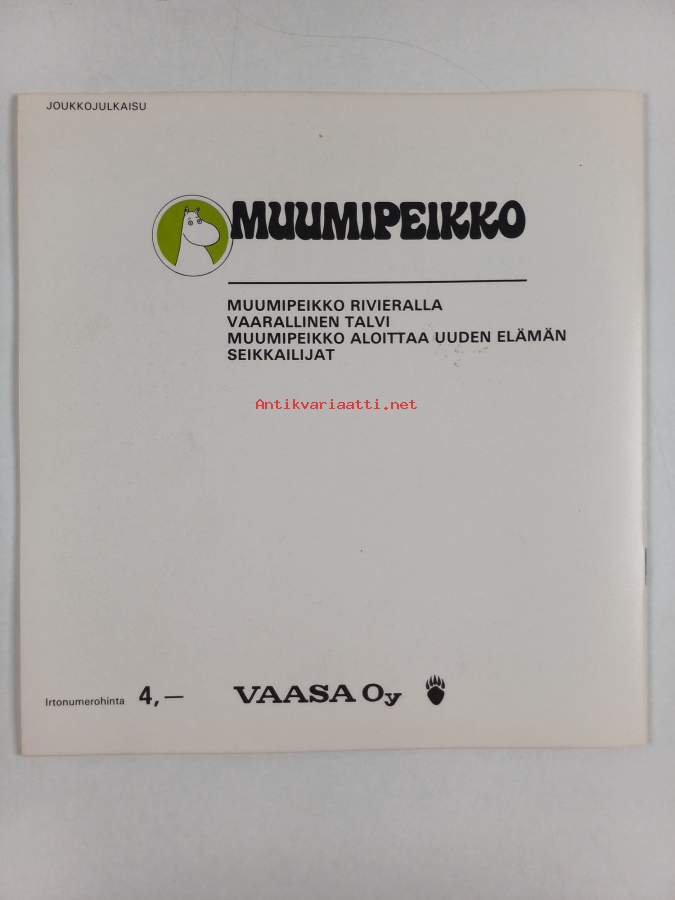 JOUKKOJULKAISU
MUUMIPEIKKO
MUUMIPEIKKO RIVIERALLA
VAARALLINEN TALVI
MUUMIPEIKKO ALOITTAA UUDEN ELÄMÄN
SEIKKAILIJAT
Antikvariaatti.net
Irtonumerohinta 4,— VAASA Oy